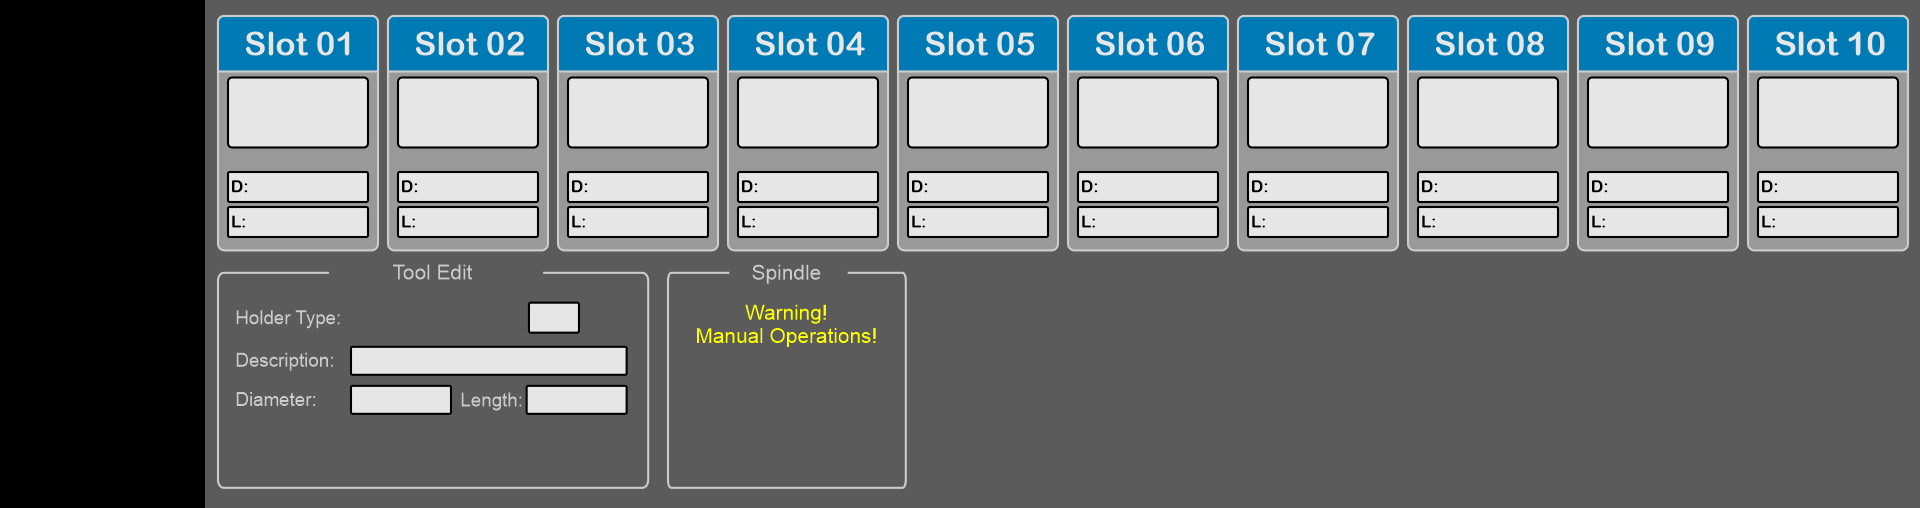 Slot 01 Slot 02 Slot 03 Slot 04 Slot 05 Slot 06 Slot 07 Slot 08 Slot 09 Slot 10
D: D: D: D: D: D: D: D: D: D:
L: L: L: L: L: L: L: L: L: L:
Tool Edit
Holder Type:
Description:
Diameter: Length:
Spindle
Warning!
Manual Operations!